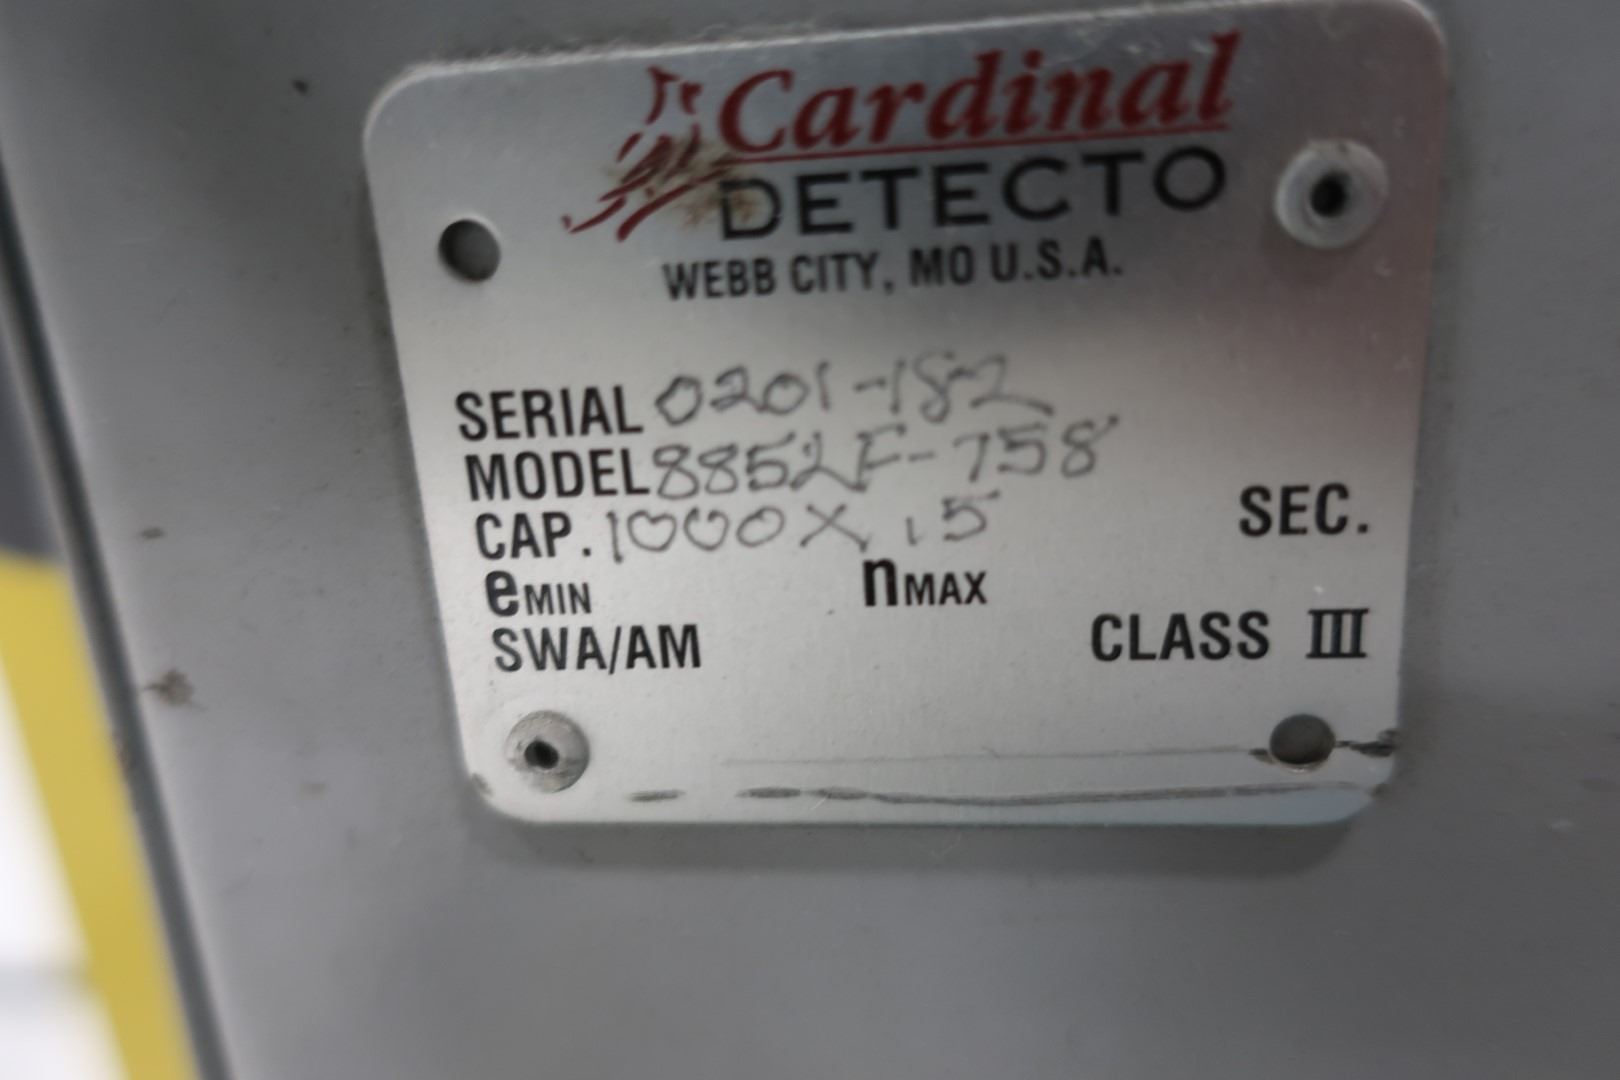 Cardinal
DETECTO
WEBB CITY, MO U.S.A.
SERIAL 0201-182
MODEL 8852F-758
CAP. 1000 X .5 SEC.
eMIN nMAX
SWA/AM CLASS III